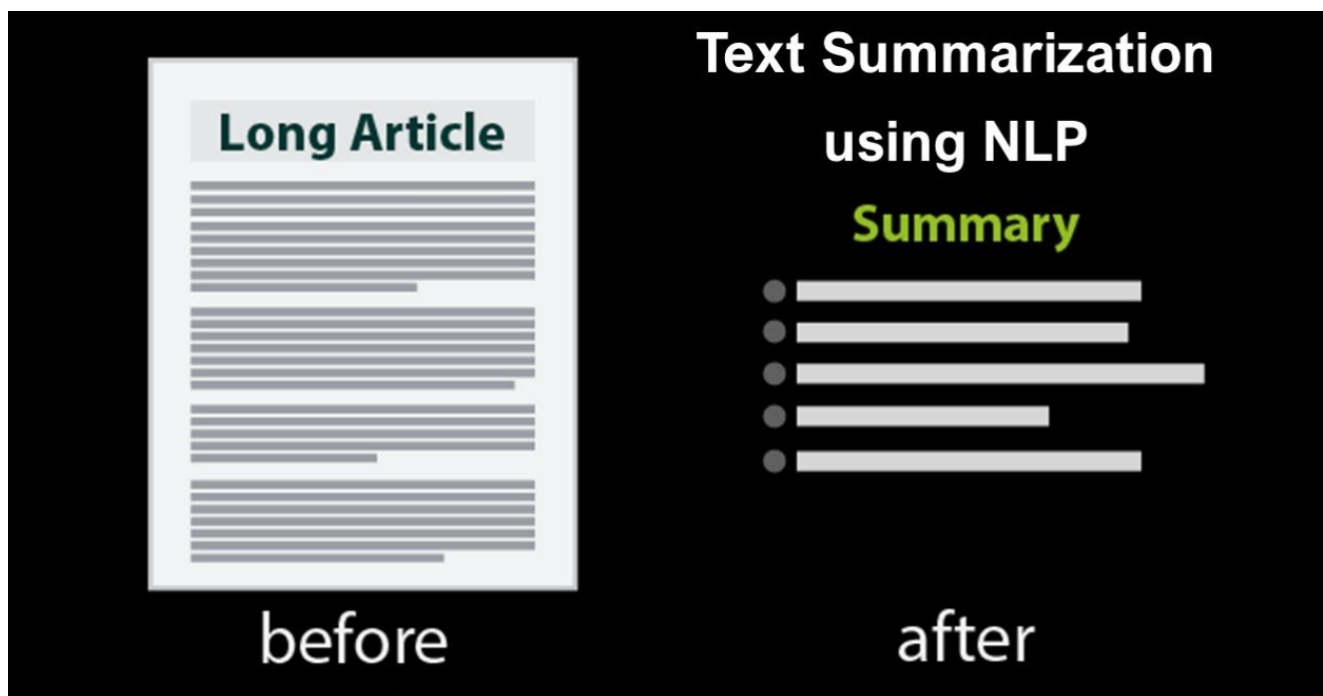 Long Article
before
Text Summarization
using NLP
Summary
after